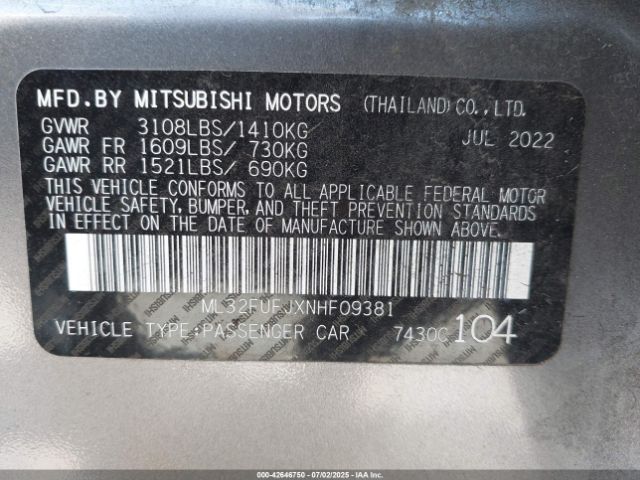 MFD.BY MITSUBISHI MOTORS (THAILAND) CO., LTD.
GVWR 3108LBS/1410KG JUL 2022
GAWR FR 1609LBS/ 730KG
GAWR RR 1521LBS/ 690KG
THIS VEHICLE CONFORMS TO ALL APPLICABLE FEDERAL MOTOR
VEHICLE SAFETY, BUMPER, AND THEFT PREVENTION STANDARDS
IN EFFECT ON THE DATE OF MANUFACTURE SHOWN ABOVE.
ML32FUFJXNHF09381
VEHICLE TYPE:PASSENGER CAR 7430C 104
000-42646750 - 07/02/2025 - IAAI.COM